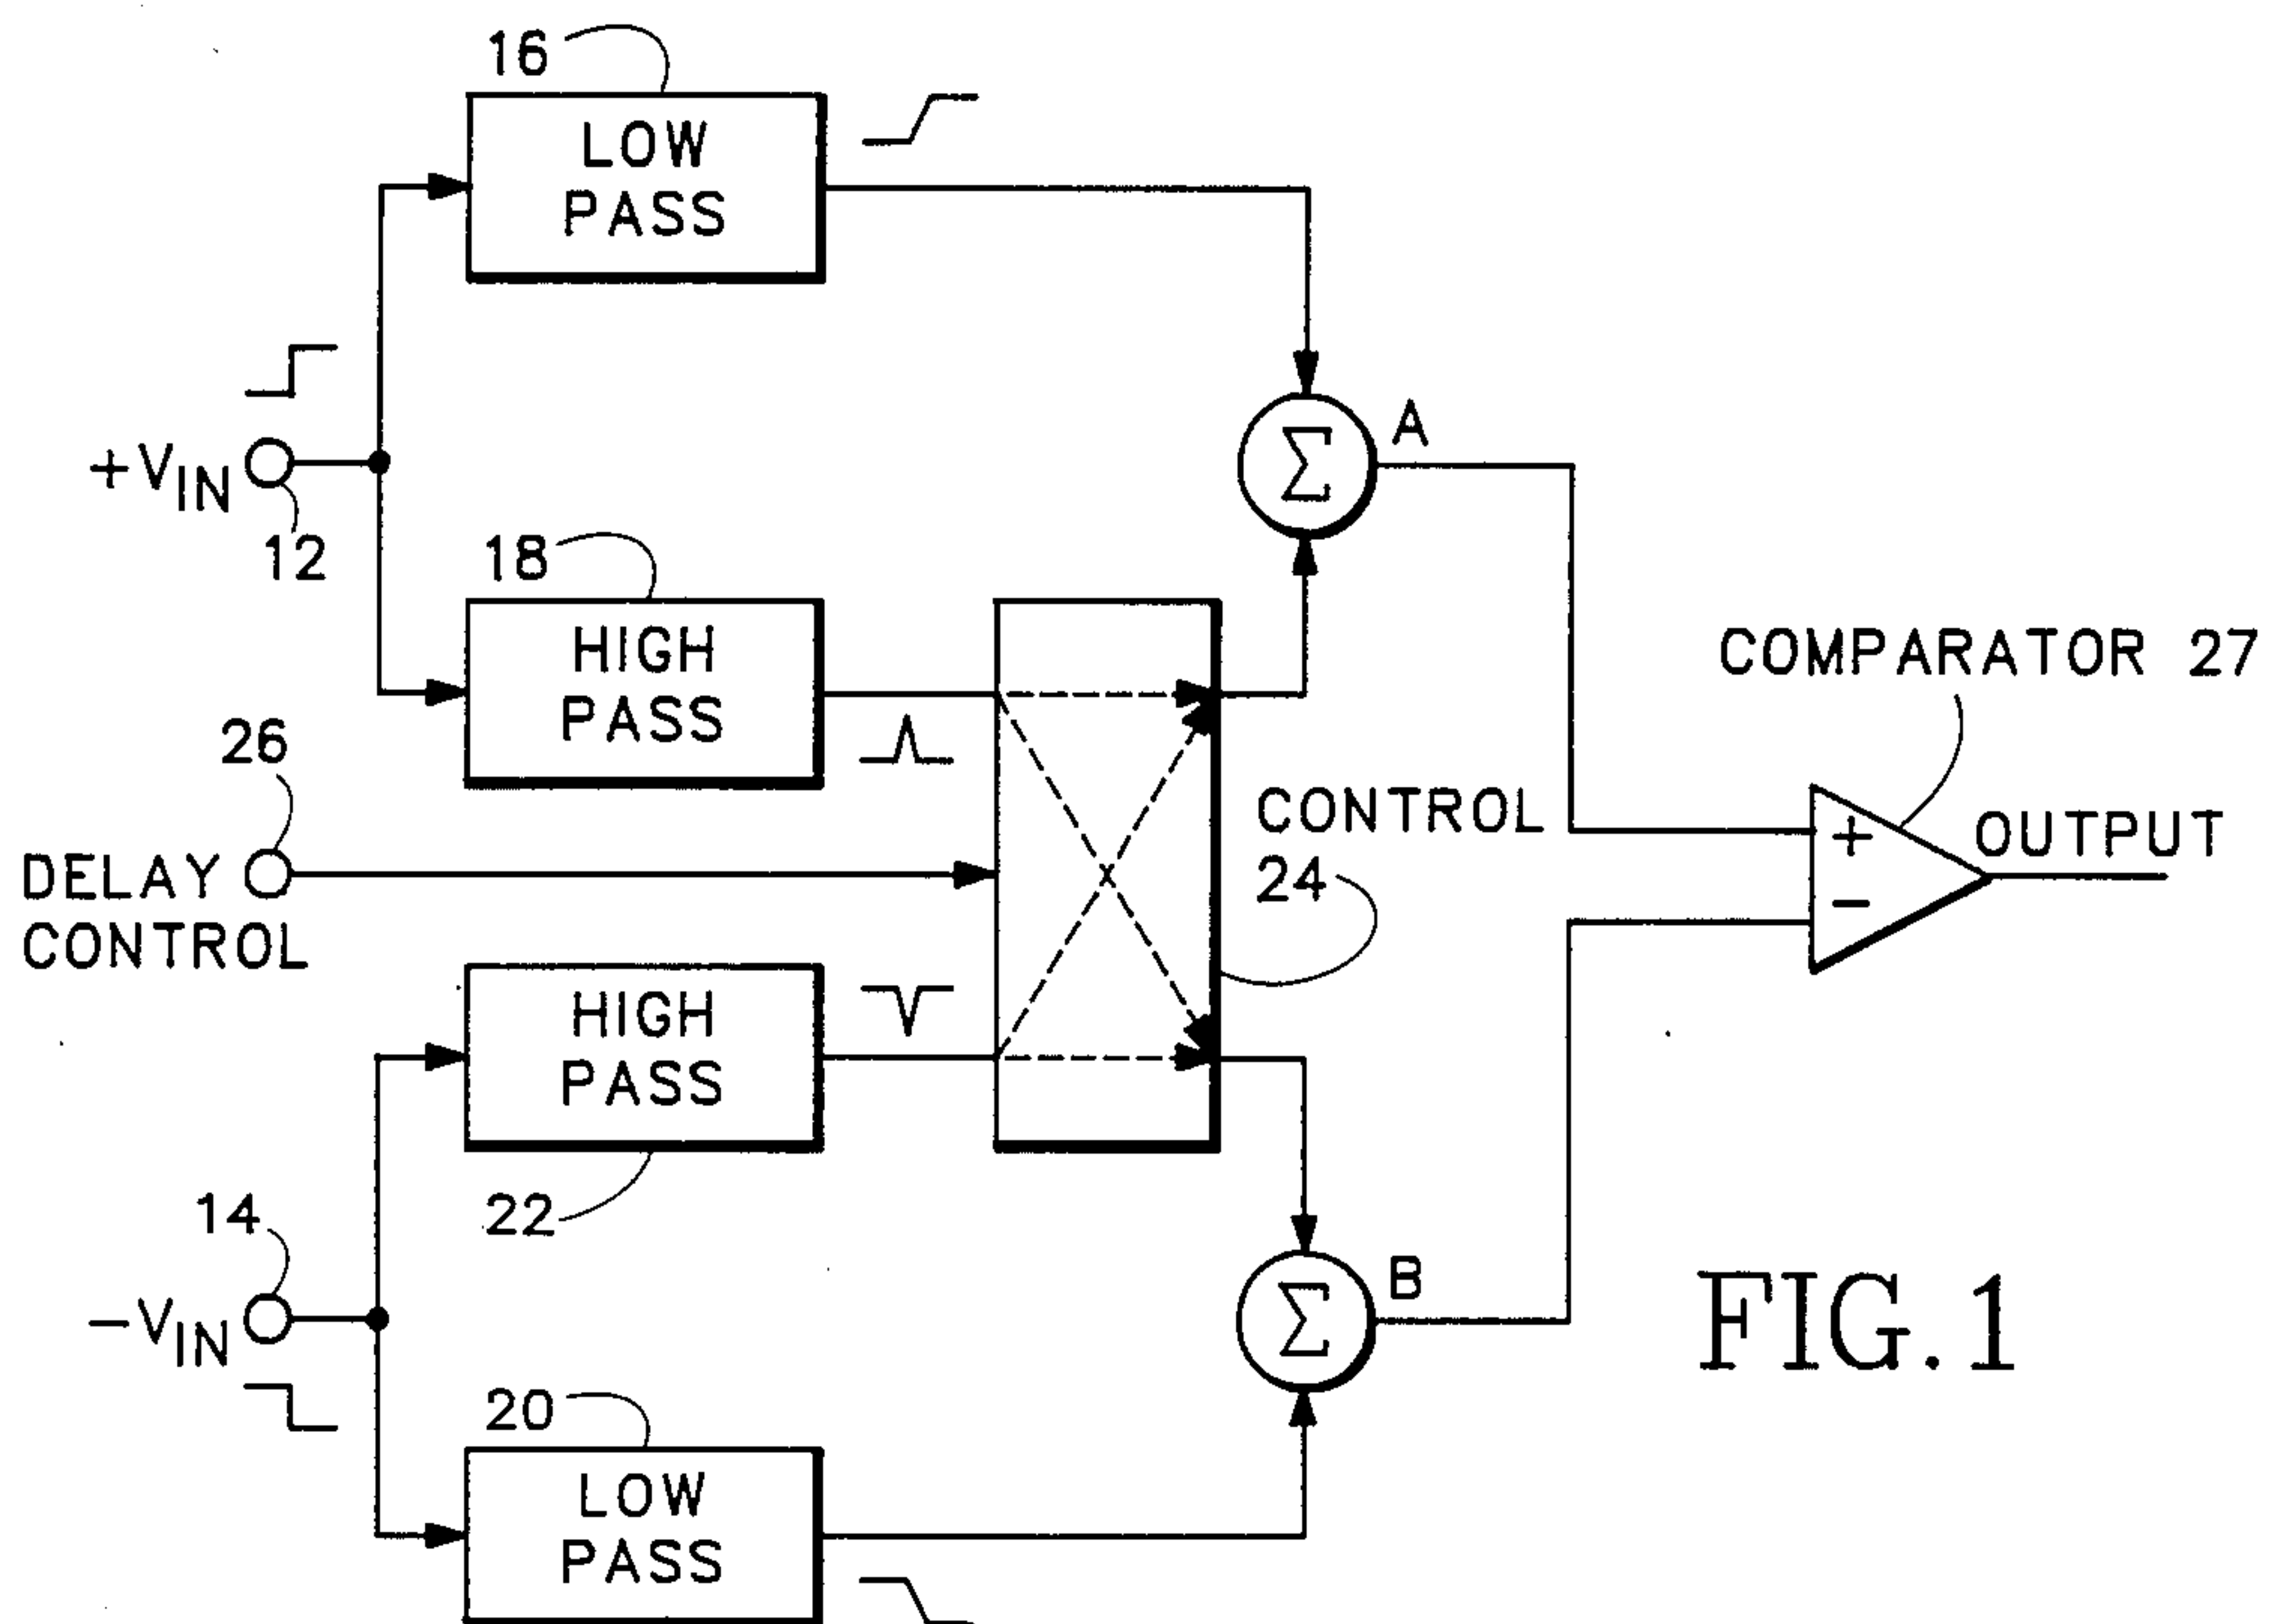 16
LOW
PASS
+VIN
12
18
HIGH
PASS
A
Σ
COMPARATOR 27
26
DELAY
CONTROL
CONTROL
24
+
−
OUTPUT
HIGH
PASS
22
14
−VIN
B
Σ
20
LOW
PASS
FIG. 1